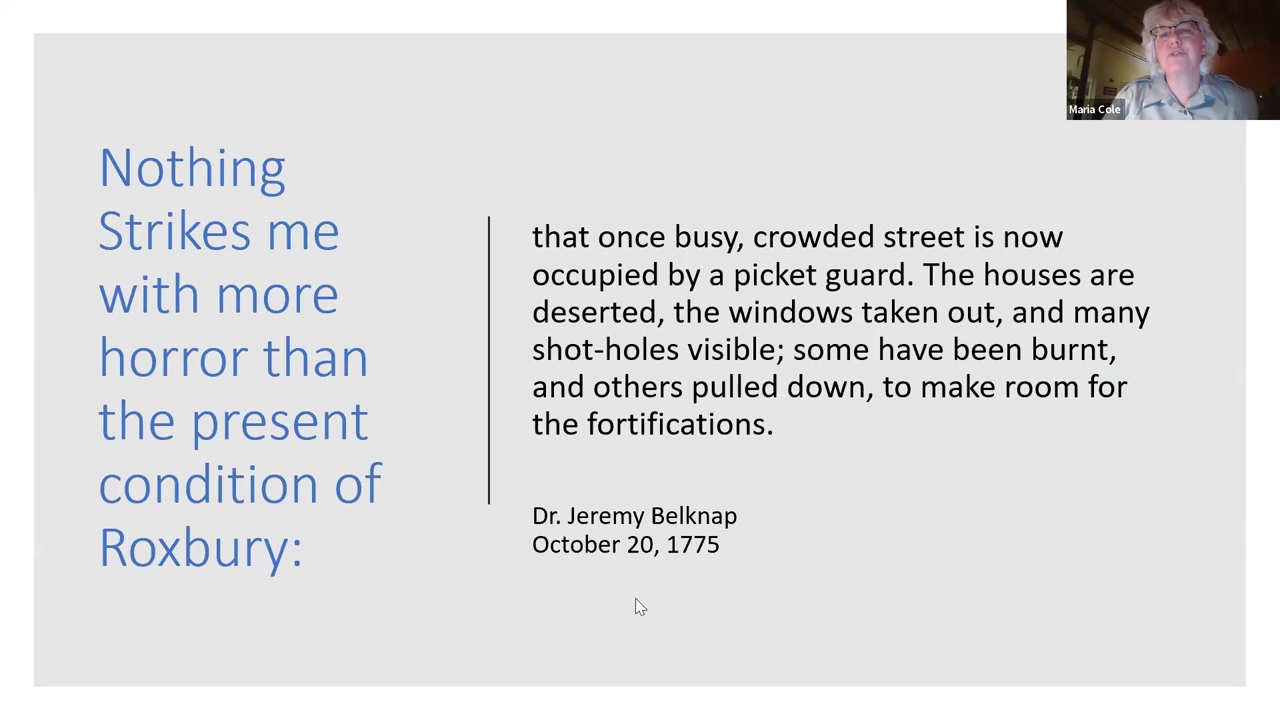 Maria Cole
Nothing
Strikes me
with more
horror than
the present
condition of
Roxbury:
that once busy, crowded street is now
occupied by a picket guard. The houses are
deserted, the windows taken out, and many
shot-holes visible; some have been burnt,
and others pulled down, to make room for
the fortifications.
Dr. Jeremy Belknap
October 20, 1775